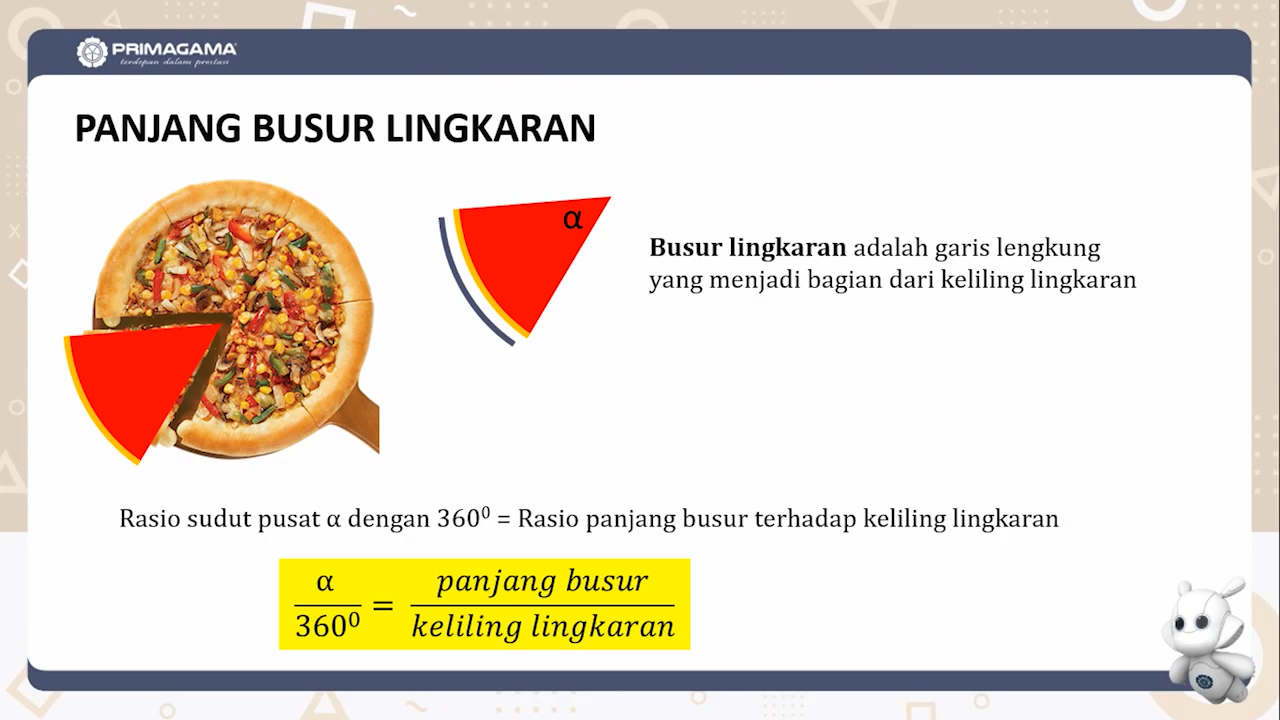 PRIMAGAMA
terdepan dalam prestasi
PANJANG BUSUR LINGKARAN
α
Busur lingkaran adalah garis lengkung
yang menjadi bagian dari keliling lingkaran
Rasio sudut pusat α dengan 360⁰ = Rasio panjang busur terhadap keliling lingkaran
α/360⁰ = panjang busur/keliling lingkaran